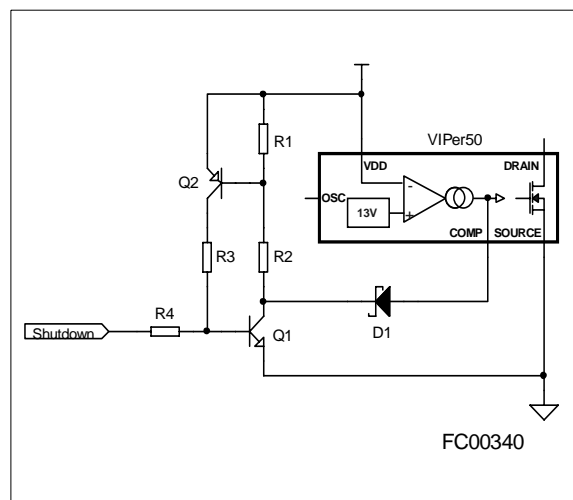 VIPer50
R1
VDD
DRAIN
Q2
-
OSC
13V
+
COMP
SOURCE
R3
R2
R4
D1
Shutdown
Q1
FC00340